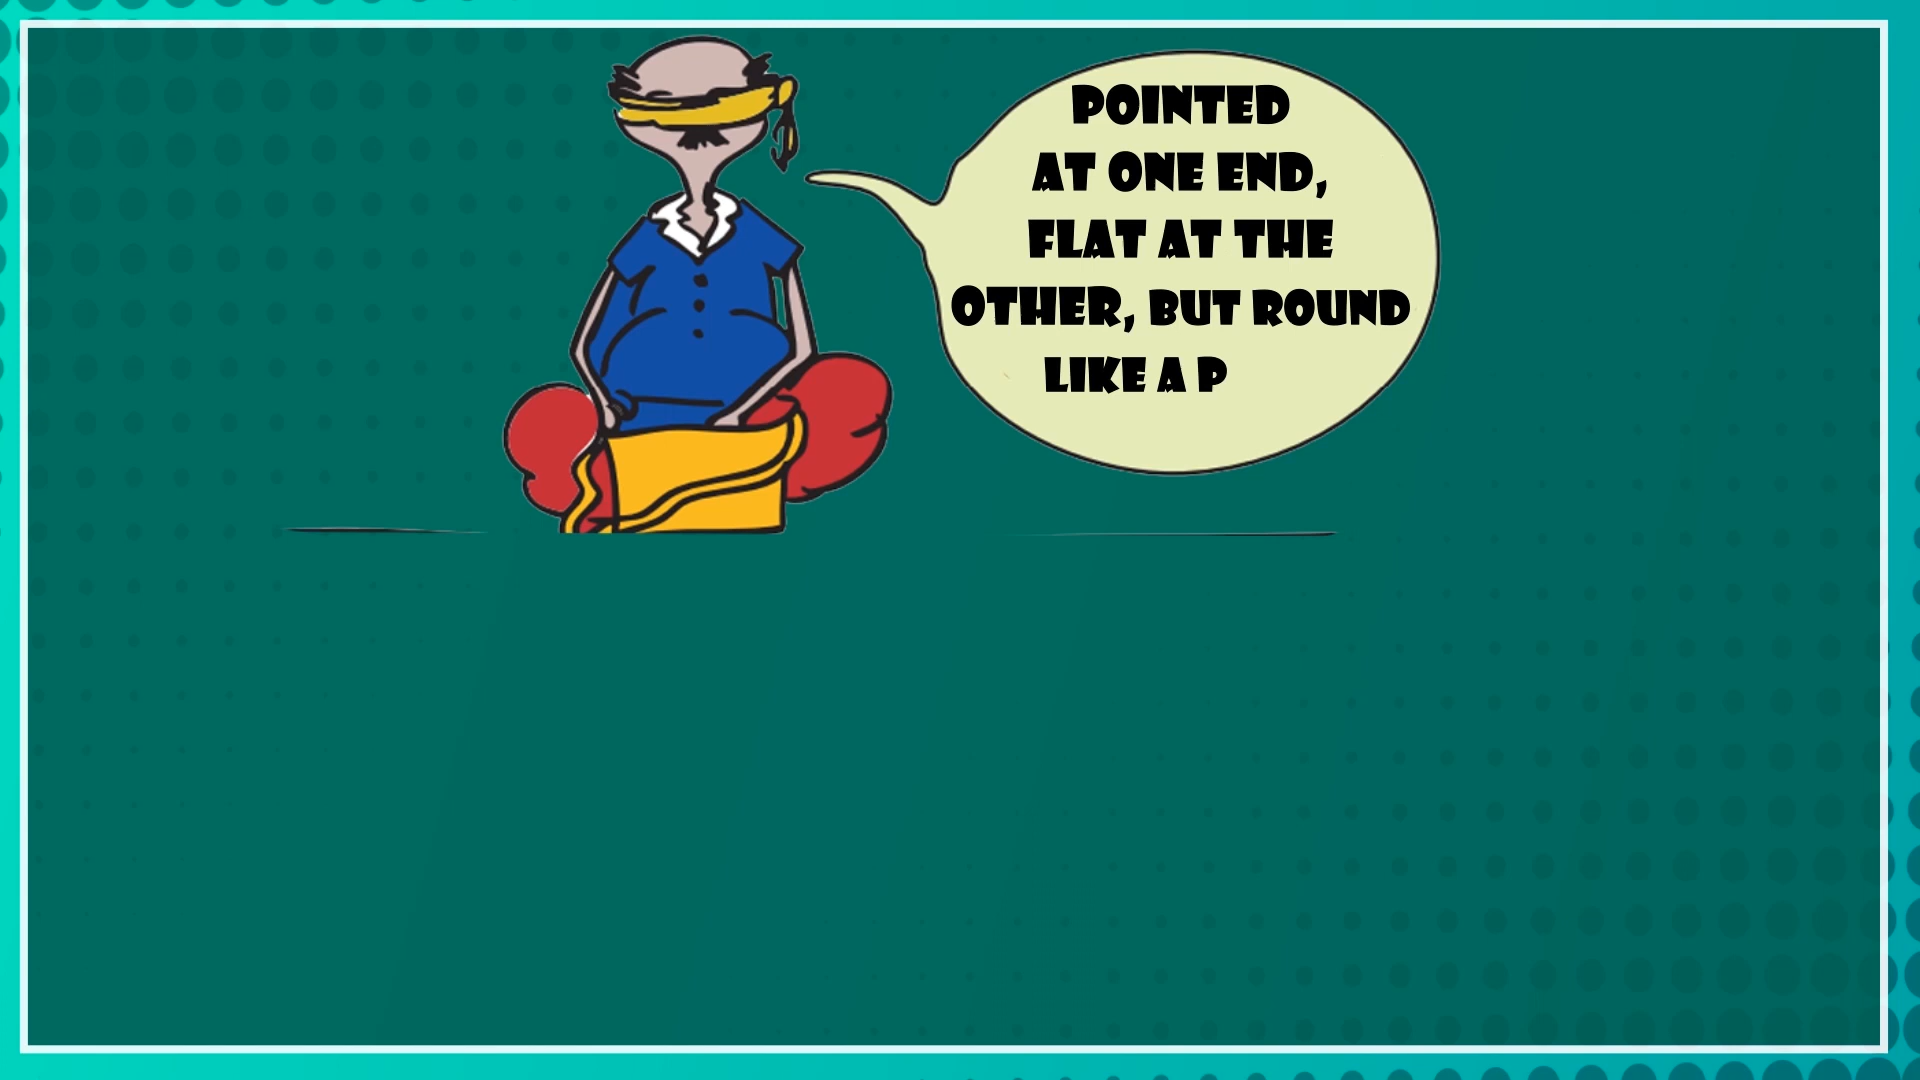 POINTED
AT ONE END,
FLAT AT THE
OTHER, BUT ROUND
LIKE A P